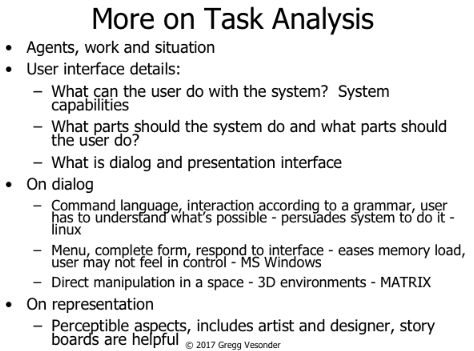 More on Task Analysis
• Agents, work and situation
• User interface details:
– What can the user do with the system?  System
capabilities
– What parts should the system do and what parts should
the user do?
– What is dialog and presentation interface
• On dialog
– Command language, interaction according to a grammar, user
has to understand what's possible - persuades system to do it -
linux
– Menu, complete form, respond to interface - eases memory load,
user may not feel in control - MS Windows
– Direct manipulation in a space - 3D environments - MATRIX
• On representation
– Perceptible aspects, includes artist and designer, story
boards are helpful
© 2017 Gregg Vesonder